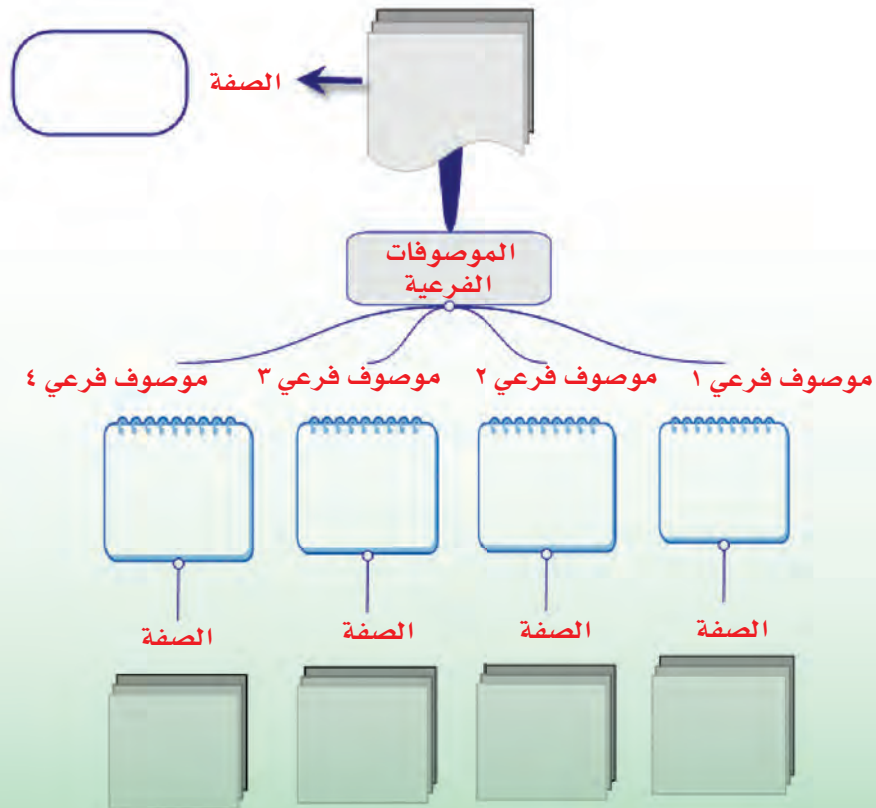 الصفة
الموصوفات
الفرعية
موصوف فرعي ١
موصوف فرعي ٢
موصوف فرعي ٣
موصوف فرعي ٤
الصفة
الصفة
الصفة
الصفة